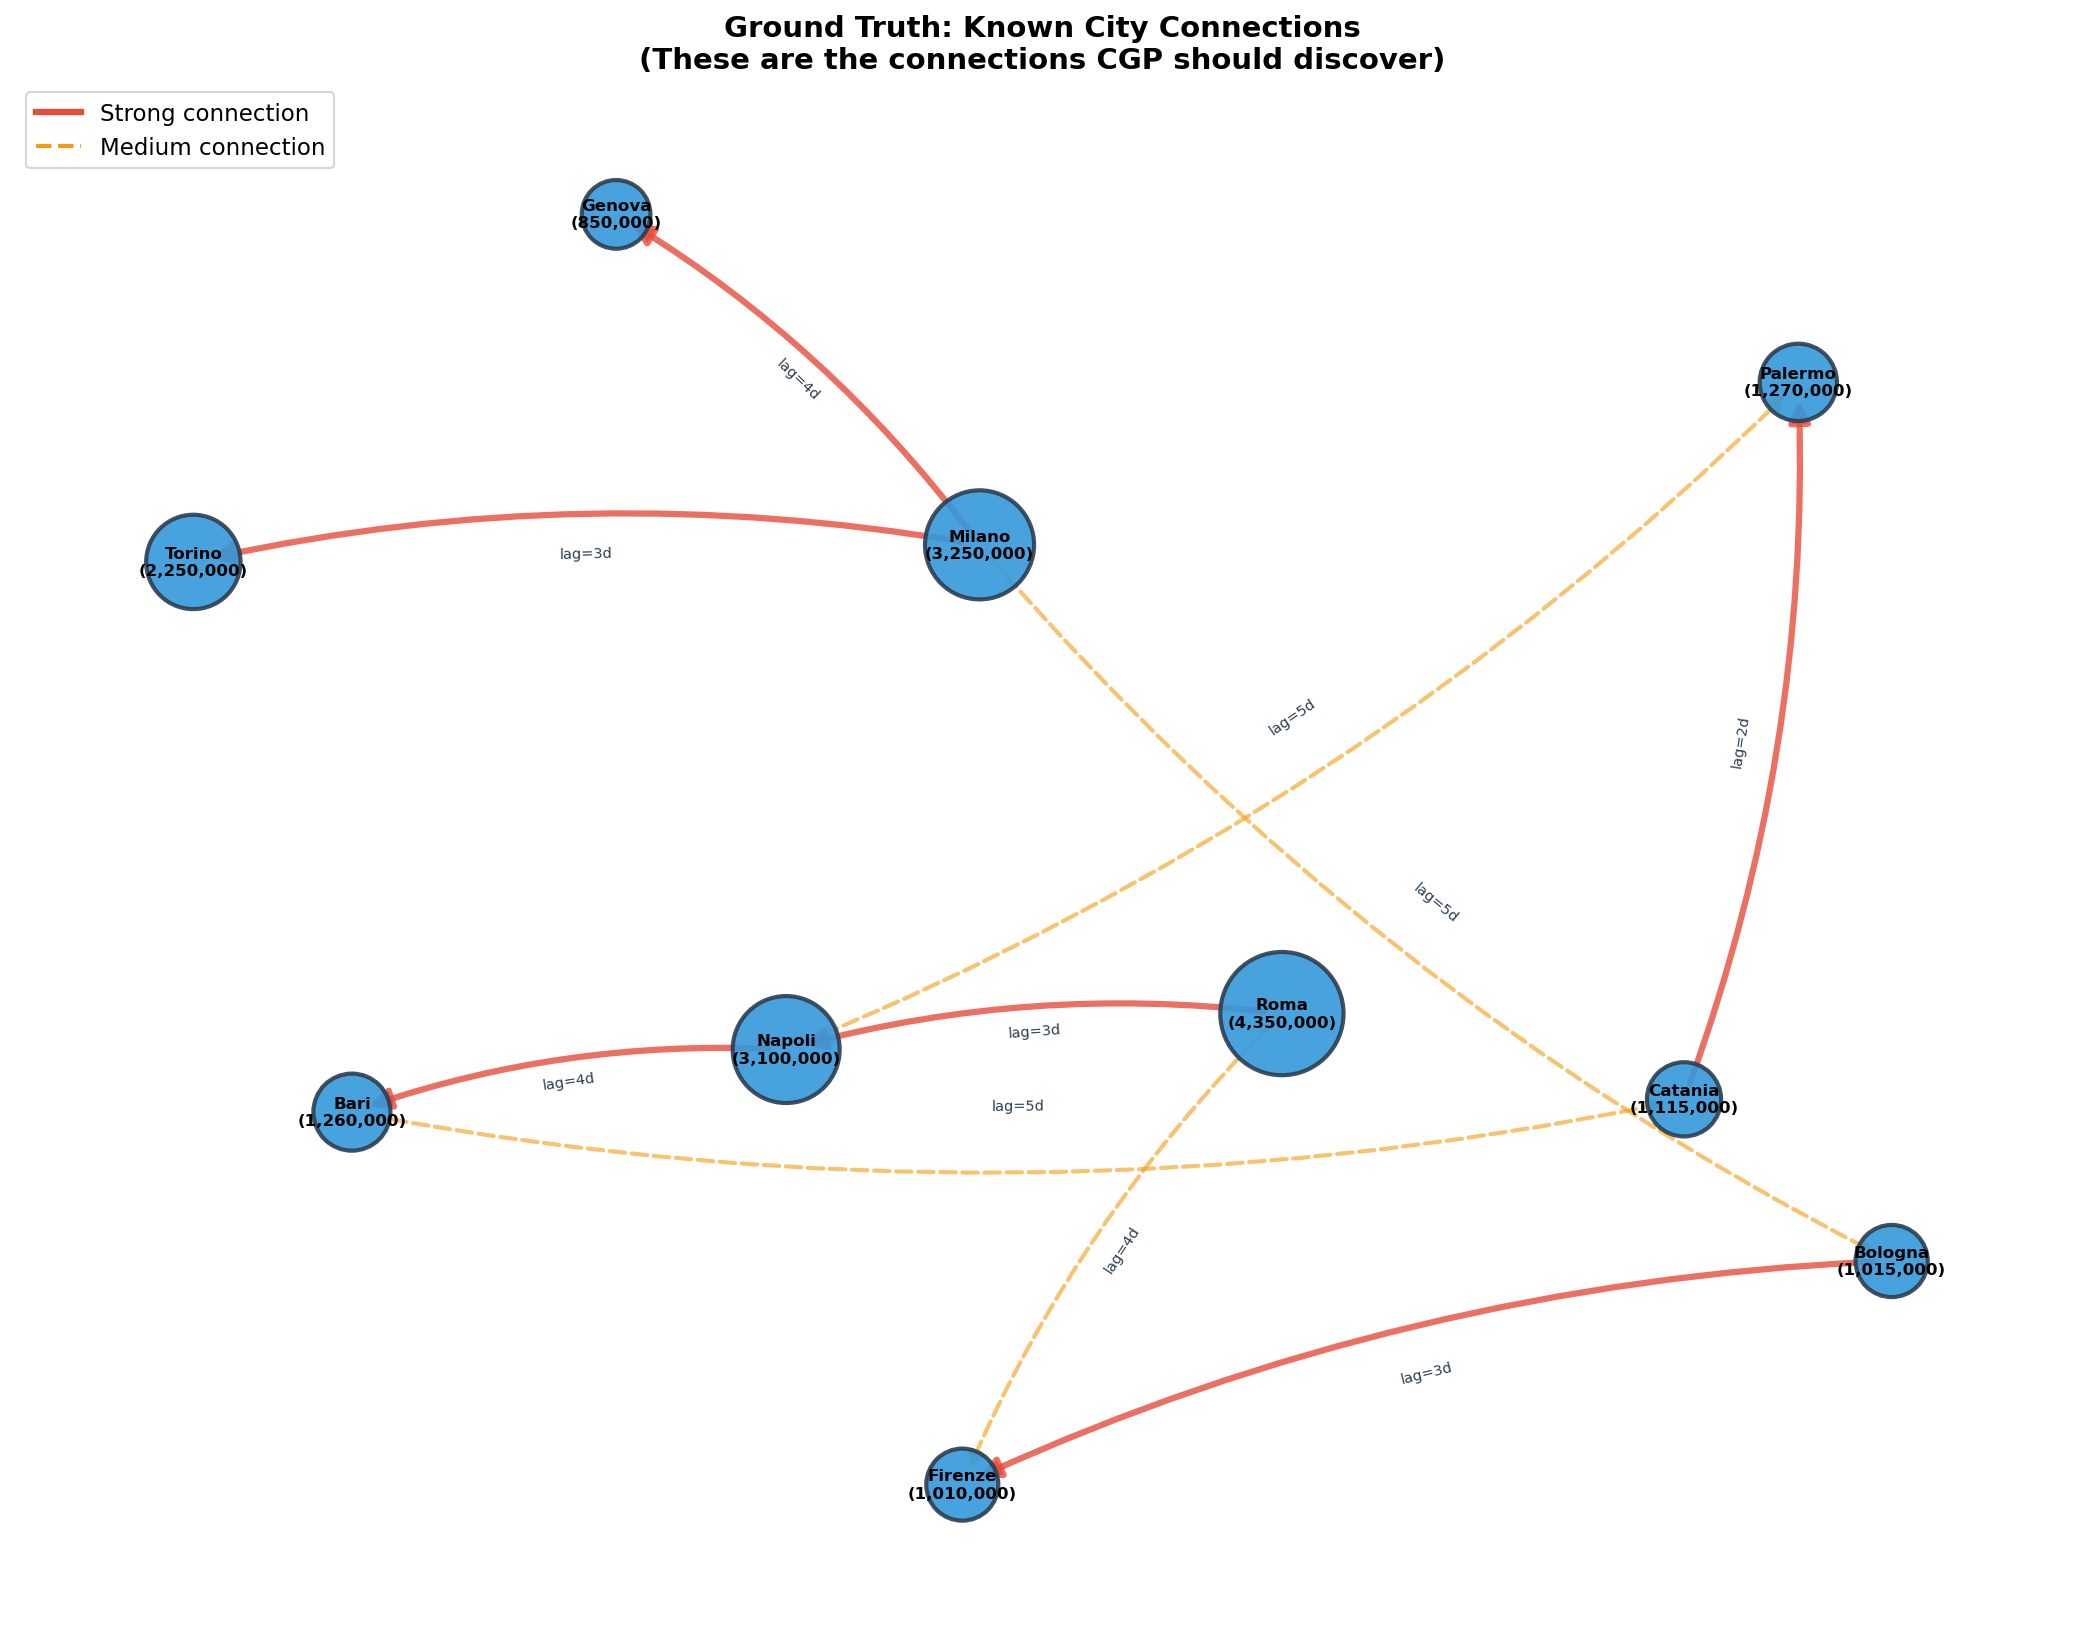 Ground Truth: Known City Connections
(These are the connections CGP should discover)
Strong connection
Medium connection
Genova
(850,000)
lag=4d
Palermo
(1,270,000)
Torino
(2,250,000)
lag=3d
Milano
(3,250,000)
lag=5d
lag=2d
lag=5d
Napoli
(3,100,000)
lag=3d
Roma
(4,350,000)
Bari
(1,260,000)
lag=4d
lag=5d
Catania
(1,115,000)
lag=4d
Bologna
(1,015,000)
lag=3d
Firenze
(1,010,000)